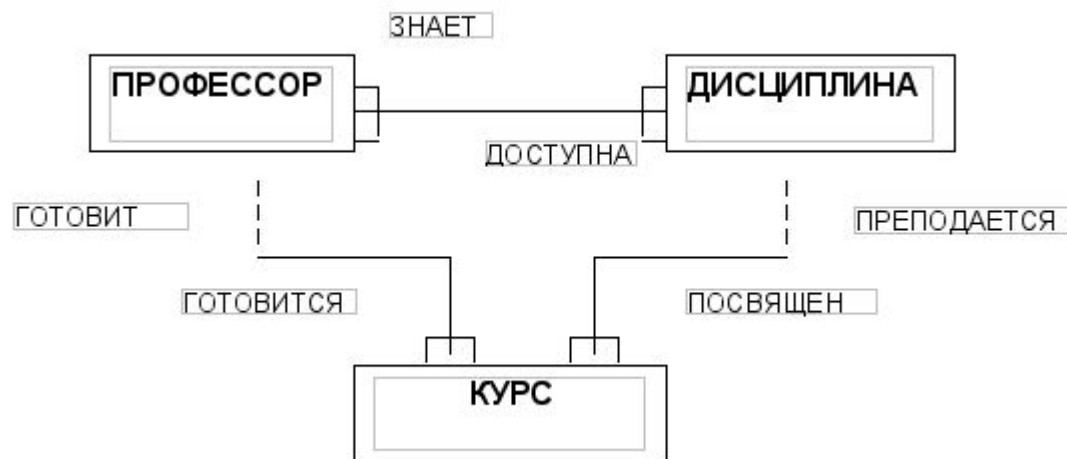 ЗНАЕТ
ПРОФЕССОР
ДИСЦИПЛИНА
ДОСТУПНА
ГОТОВИТ
ПРЕПОДАЕТСЯ
ГОТОВИТСЯ
ПОСВЯЩЕН
КУРС